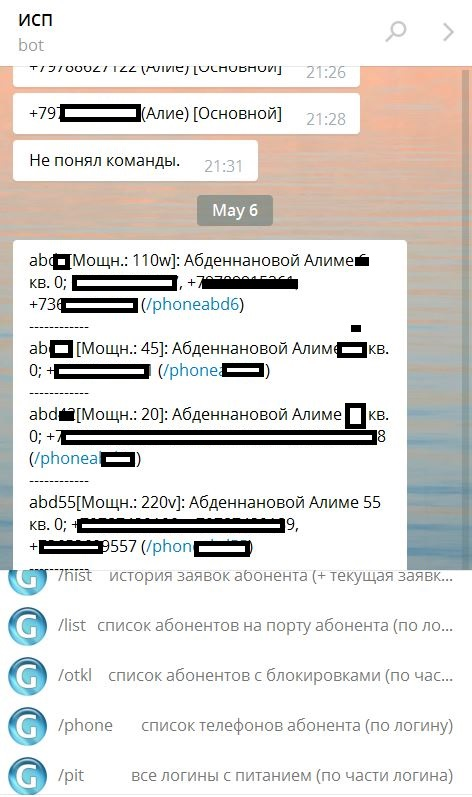 исп
bot
+79788627122 (Алие) [Основной]
21:26
+797 (Алие) [Основной]
21:28
Не понял команды.
21:31
May 6
abd [Мощн.: 110w]: Абденнановой Алиме
кв. 0; , +
+736 (/phoneabd6)
------------
ab [Мощн.: 45]: Абденнановой Алиме кв.
0; + (/phonea )
------------
abd [Мощн.: 20]: Абденнановой Алиме кв.
0; +7 8
(/phoneab )
------------
abd55[Мощн.: 220v]: Абденнановой Алиме 55
кв. 0; + 9,
+ 9557 (/phon )
------------
/hist история заявок абонента (+ текущая заявк...
/list список абонентов на порту абонента (по ло...
/otkl список абонентов с блокировками (по час...
/phone список телефонов абонента (по логину)
/pit все логины с питанием (по части логина)